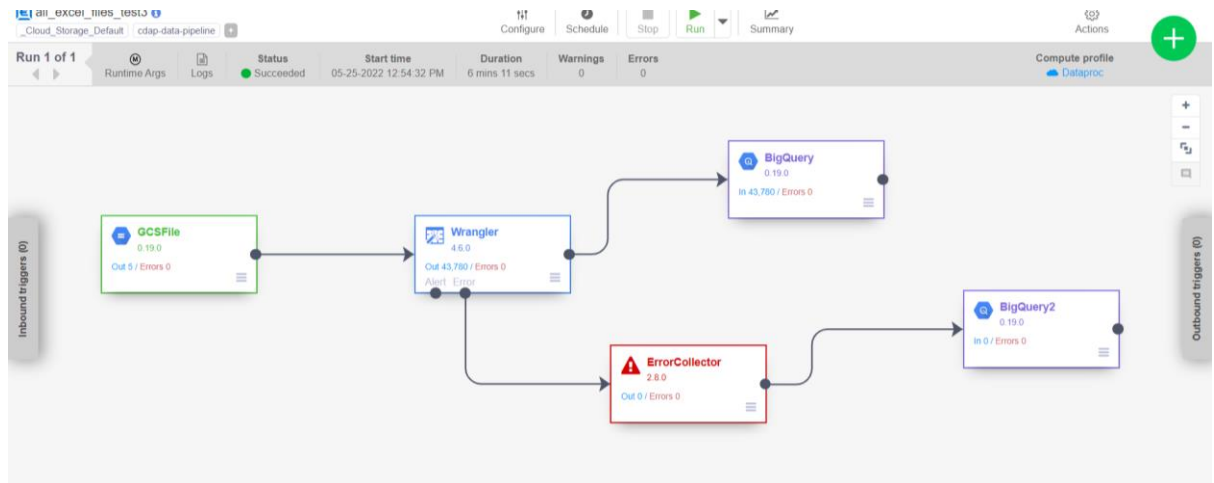 all_excel_files_test3
_Cloud_Storage_Default cdap-data-pipeline
Configure
Schedule
Stop
Run
Summary
Actions
Run 1 of 1
Runtime Args
Logs
Status
Succeeded
Start time
05-25-2022 12:54:32 PM
Duration
6 mins 11 secs
Warnings
0
Errors
0
Compute profile
Dataproc
Inbound triggers (0)
GCSFile
0.19.0
Out 5 / Errors 0
Wrangler
4.6.0
Out 43,780 / Errors 0
Alert Error
BigQuery
0.19.0
In 43,780 / Errors 0
ErrorCollector
2.8.0
Out 0 / Errors 0
BigQuery2
0.19.0
In 0 / Errors 0
Outbound triggers (0)